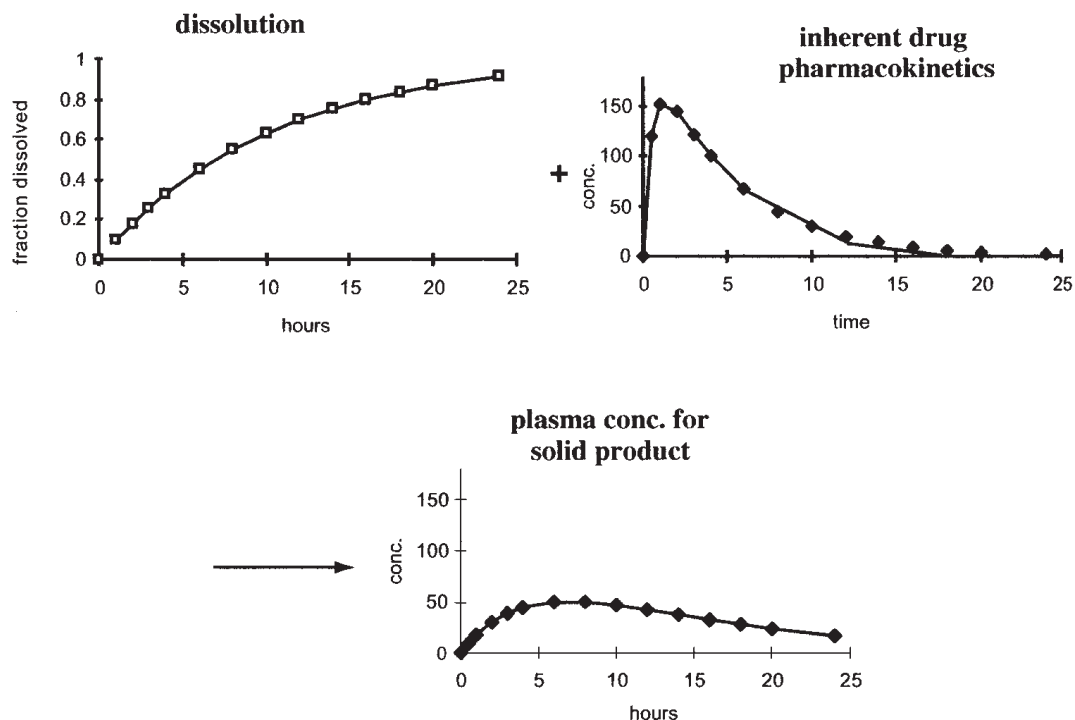 dissolution
fraction dissolved
1
0.8
0.6
0.4
0.2
0
0 5 10 15 20 25
hours
+
inherent drug
pharmacokinetics
conc.
150
100
50
0
0 5 10 15 20 25
time
plasma conc. for
solid product
conc.
150
100
50
0
0 5 10 15 20 25
hours